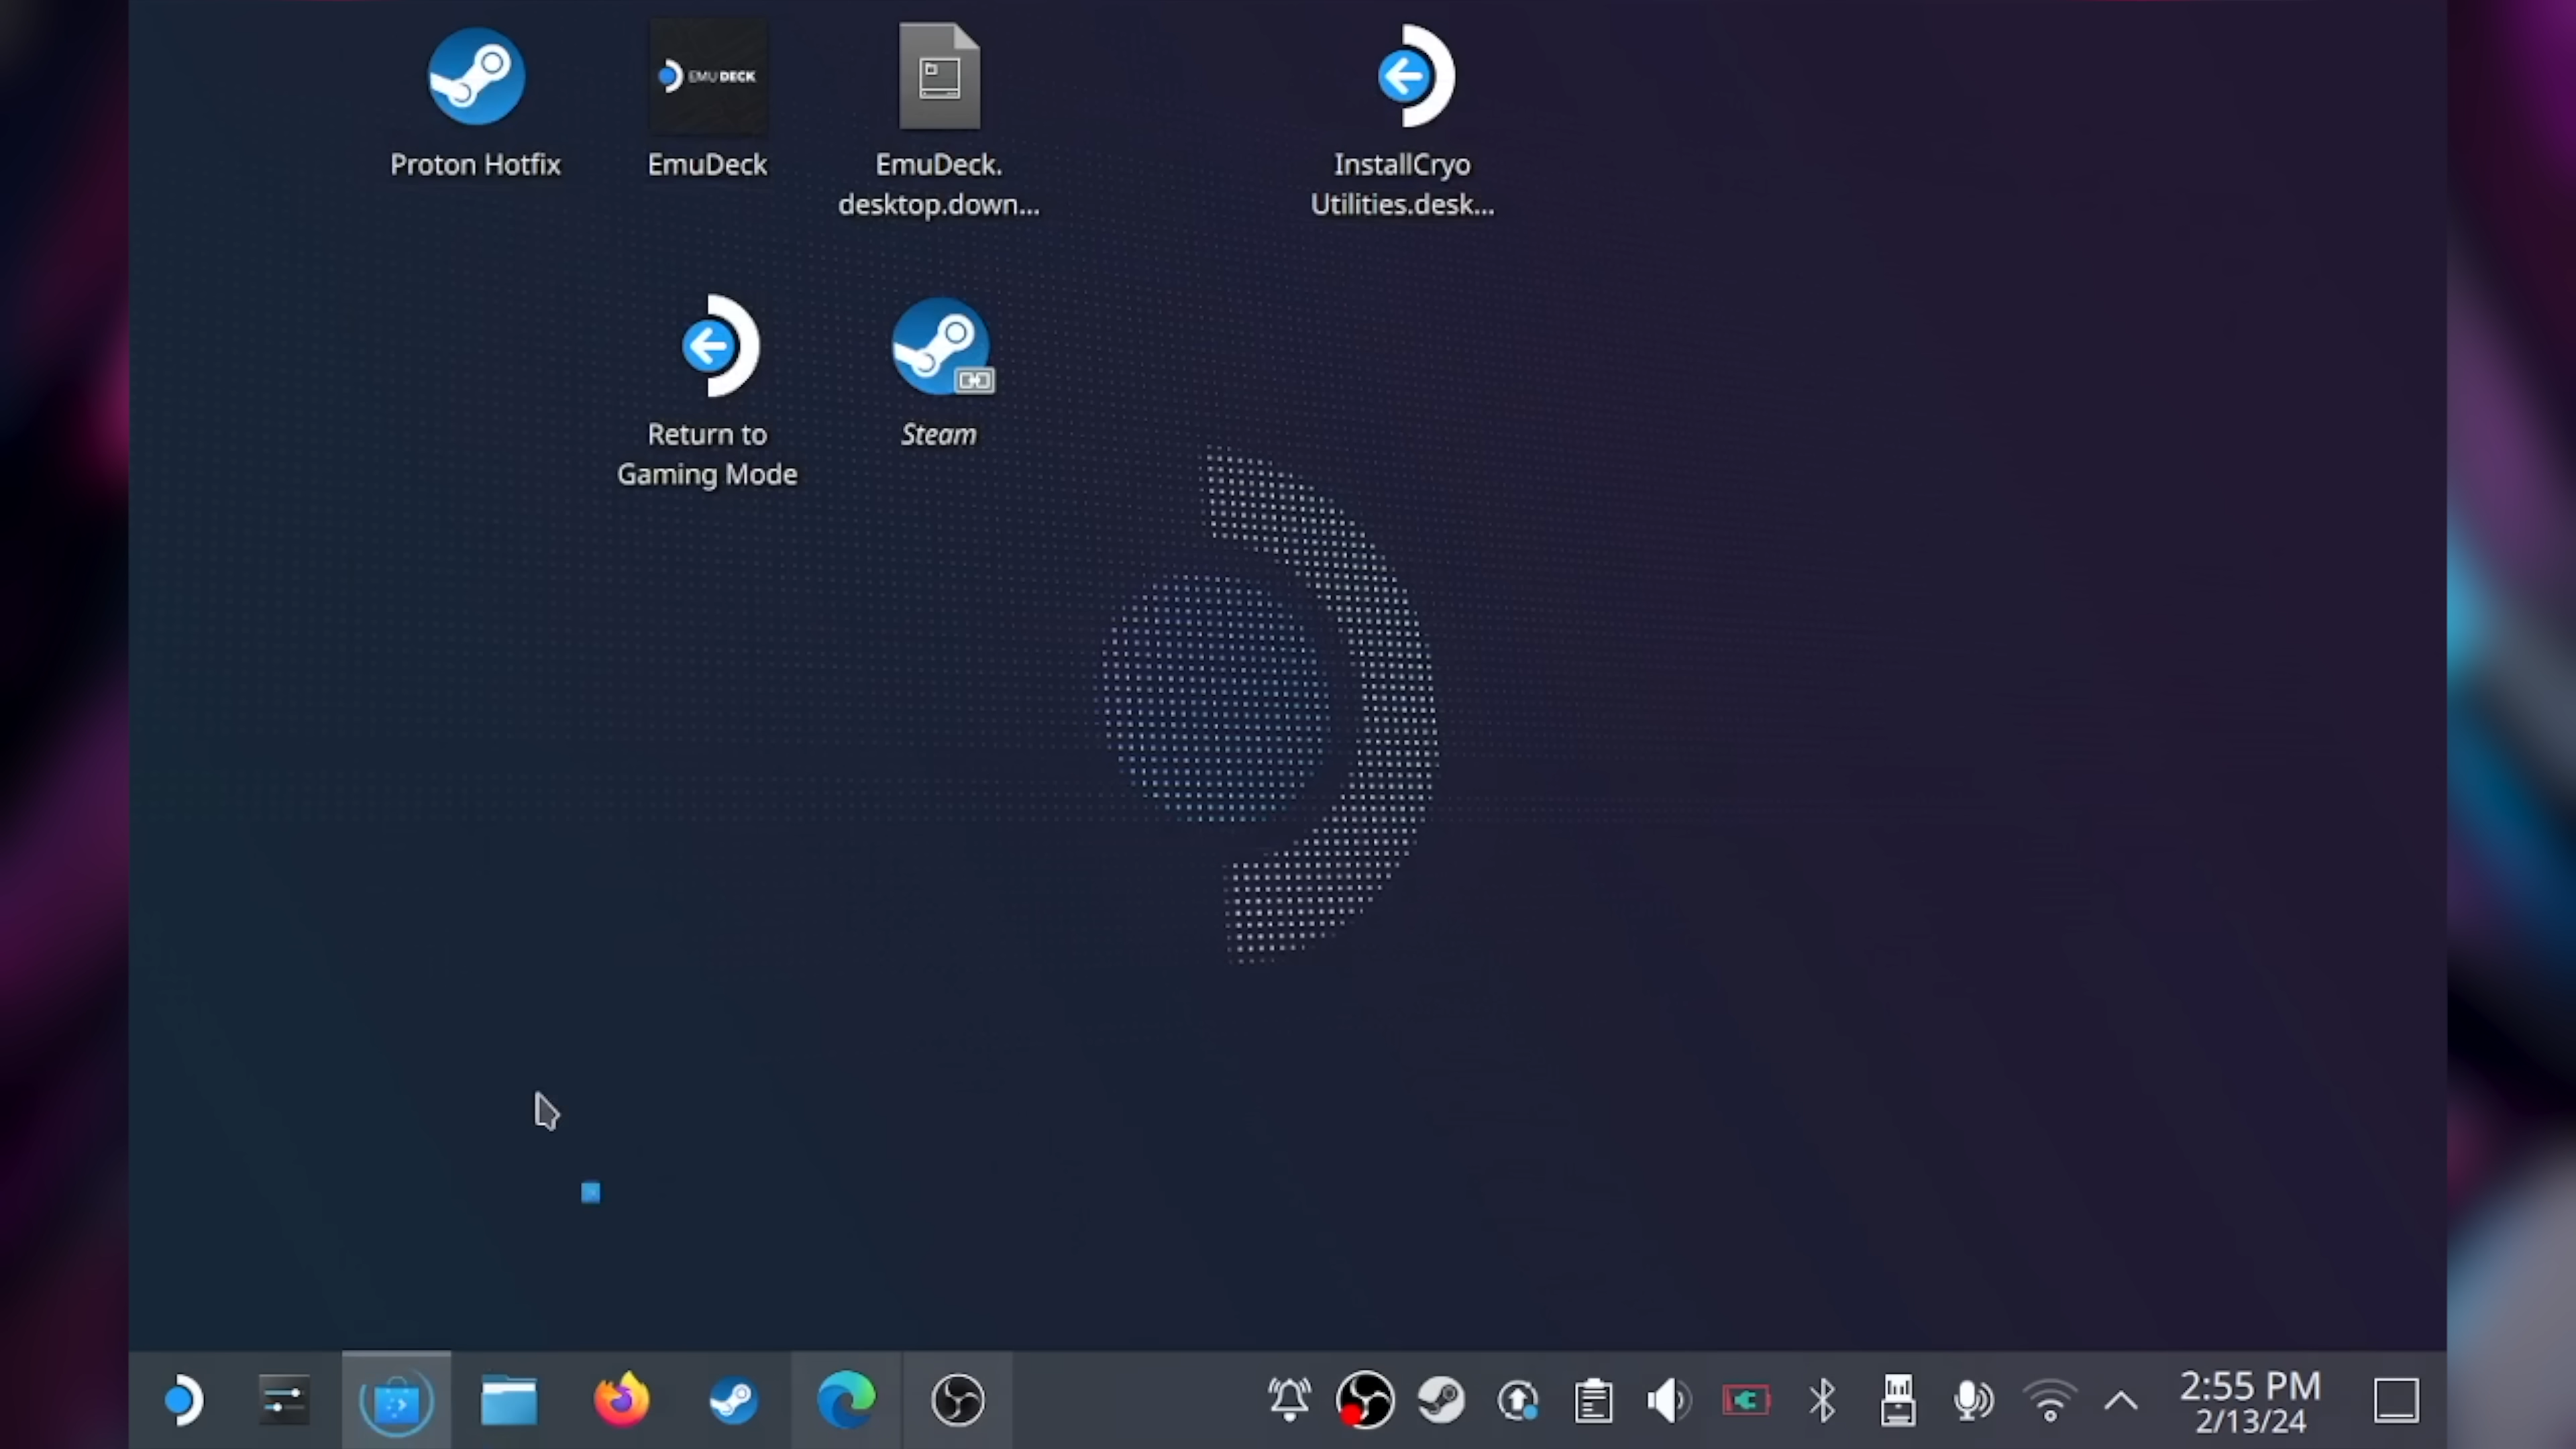 EMUDECK
Proton Hotfix
EmuDeck
EmuDeck.
desktop.down...
InstallCryo
Utilities.desk...
Return to
Gaming Mode
Steam
2:55 PM
2/13/24